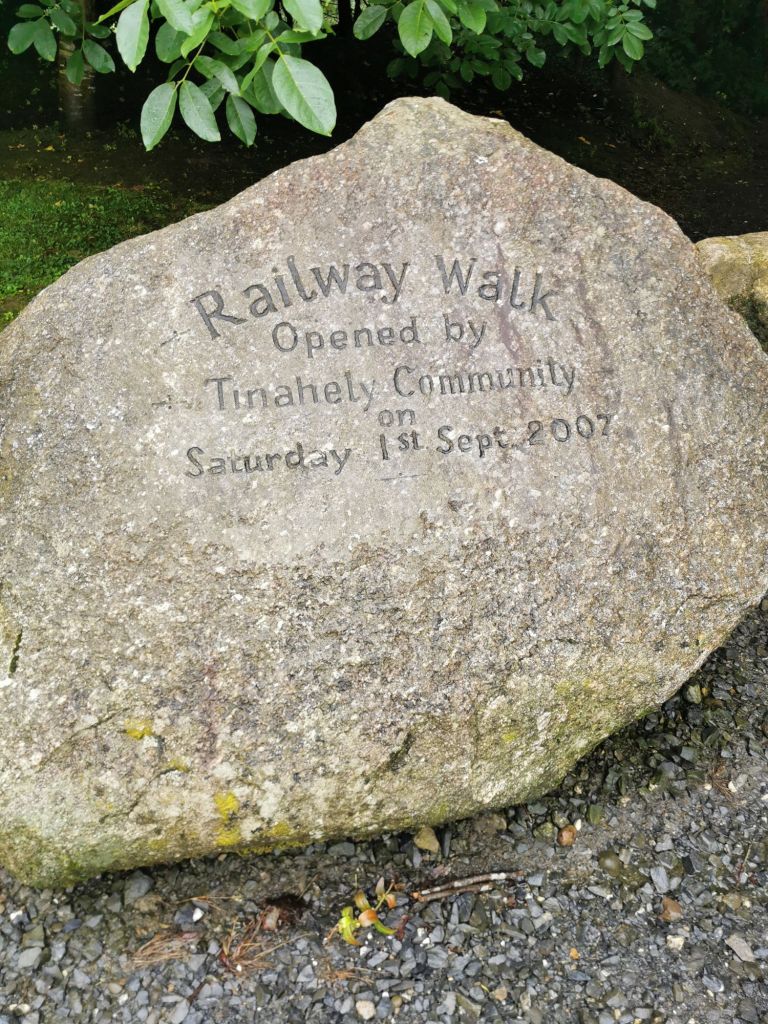 Railway Walk
Opened by
Tinahely Community
on
Saturday 1st Sept. 2007